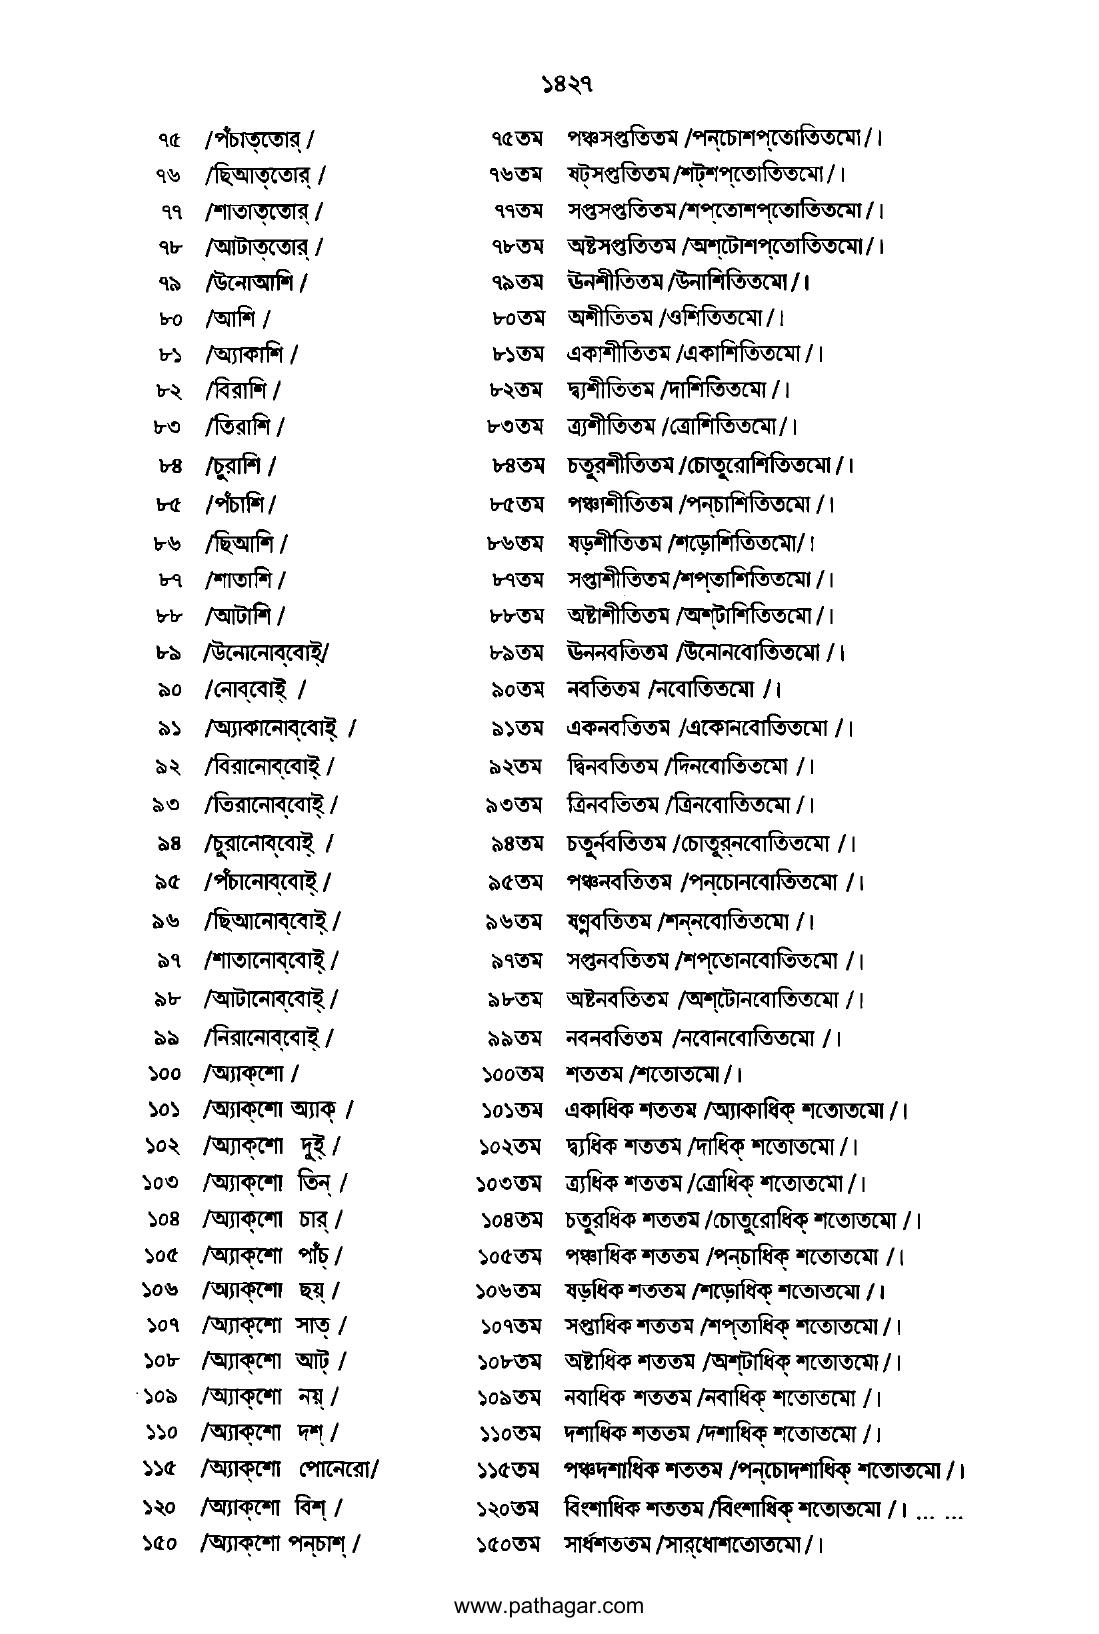 ১৪২৭
৭৫ /পঁচাত্‌তোর্‌ / ৭৫তম পঞ্চসপ্ততিতম /পন্‌চোশপ্‌তোতিতমো /।
৭৬ /ছিআত্‌তোর্‌ / ৭৬তম ষট্‌সপ্ততিতম /শট্‌শপ্‌তোতিতমো /।
৭৭ /শাতাত্‌তোর্‌ / ৭৭তম সপ্তসপ্ততিতম /শপ্‌তোশপ্‌তোতিতমো /।
৭৮ /আটাত্‌তোর্‌ / ৭৮তম অষ্টসপ্ততিতম /অশ্‌টোশপ্‌তোতিতমো /।
৭৯ /উনোআশি / ৭৯তম ঊনশীতিতম /উনাশিতিতমো /।
৮০ /আশি / ৮০তম অশীতিতম /ওশিতিতমো /।
৮১ /অ্যাকাশি / ৮১তম একাশীতিতম /একাশিতিতমো /।
৮২ /বিরাশি / ৮২তম দ্ব্যশীতিতম /দাশিতিতমো /।
৮৩ /তিরাশি / ৮৩তম ত্র্যশীতিতম /ত্রোশিতিতমো /।
৮৪ /চুরাশি / ৮৪তম চতুরশীতিতম /চোতুরোশিতিতমো /।
৮৫ /পঁচাশি / ৮৫তম পঞ্চাশীতিতম /পন্‌চাশিতিতমো /।
৮৬ /ছিআশি / ৮৬তম ষড়শীতিতম /শড়োশিতিতমো /।
৮৭ /শাতাশি / ৮৭তম সপ্তাশীতিতম /শপ্‌তাশিতিতমো /।
৮৮ /আটাশি / ৮৮তম অষ্টাশীতিতম /অশ্‌টাশিতিতমো /।
৮৯ /উনোনোব্‌বোই্‌/ ৮৯তম ঊননবতিতম /উনোনবোতিতমো /।
৯০ /নোব্‌বোই্‌ / ৯০তম নবতিতম /নবোতিতমো /।
৯১ /অ্যাকানোব্‌বোই্‌ / ৯১তম একনবতিতম /একোনবোতিতমো /।
৯২ /বিরানোব্‌বোই্‌ / ৯২তম দ্বিনবতিতম /দিনবোতিতমো /।
৯৩ /তিরানোব্‌বোই্‌ / ৯৩তম ত্রিনবতিতম /ত্রিনবোতিতমো /।
৯৪ /চুরানোব্‌বোই্‌ / ৯৪তম চতুর্নবতিতম /চোতুর্‌নবোতিতমো /।
৯৫ /পঁচানোব্‌বোই্‌ / ৯৫তম পঞ্চনবতিতম /পন্‌চোনবোতিতমো /।
৯৬ /ছিআনোব্‌বোই্‌ / ৯৬তম ষণ্ণবতিতম /শন্‌নবোতিতমো /।
৯৭ /শাতানোব্‌বোই্‌ / ৯৭তম সপ্তনবতিতম /শপ্‌তোনবোতিতমো /।
৯৮ /আটানোব্‌বোই্‌ / ৯৮তম অষ্টনবতিতম /অশ্‌টোনবোতিতমো /।
৯৯ /নিরানোব্‌বোই্‌ / ৯৯তম নবনবতিতম /নবোনবোতিতমো /।
১০০ /অ্যাক্‌শো / ১০০তম শততম /শতোতমো /।
১০১ /অ্যাক্‌শো অ্যাক্‌ / ১০১তম একাধিক শততম /অ্যাকাধিক্‌ শতোতমো /।
১০২ /অ্যাক্‌শো দুই্‌ / ১০২তম দ্ব্যধিক শততম /দাধিক্‌ শতোতমো /।
১০৩ /অ্যাক্‌শো তিন্‌ / ১০৩তম ত্র্যধিক শততম /ত্রোধিক্‌ শতোতমো /।
১০৪ /অ্যাক্‌শো চার্‌ / ১০৪তম চতুরধিক শততম /চোতুরোধিক্‌ শতোতমো /।
১০৫ /অ্যাক্‌শো পাঁচ্‌ / ১০৫তম পঞ্চাধিক শততম /পন্‌চাধিক্‌ শতোতমো /।
১০৬ /অ্যাক্‌শো ছয়্‌ / ১০৬তম ষড়ধিক শততম /শড়োধিক্‌ শতোতমো /।
১০৭ /অ্যাক্‌শো সাত্‌ / ১০৭তম সপ্তাধিক শততম /শপ্‌তাধিক্‌ শতোতমো /।
১০৮ /অ্যাক্‌শো আট্‌ / ১০৮তম অষ্টাধিক শততম /অশ্‌টাধিক্‌ শতোতমো /।
১০৯ /অ্যাক্‌শো নয়্‌ / ১০৯তম নবাধিক শততম /নবাধিক্‌ শতোতমো /।
১১০ /অ্যাক্‌শো দশ্‌ / ১১০তম দশাধিক শততম /দশাধিক্‌ শতোতমো /।
১১৫ /অ্যাক্‌শো পোনেরো/ ১১৫তম পঞ্চদশাধিক শততম /পন্‌চোদশাধিক্‌ শতোতমো /।
১২০ /অ্যাক্‌শো বিশ্‌ / ১২০তম বিংশাধিক শততম /বিংশাধিক্‌ শতোতমো /। ... ...
১৫০ /অ্যাক্‌শো পন্‌চাশ্‌ / ১৫০তম সার্ধশততম /সার্‌ধোশতোতমো /।
www.pathagar.com